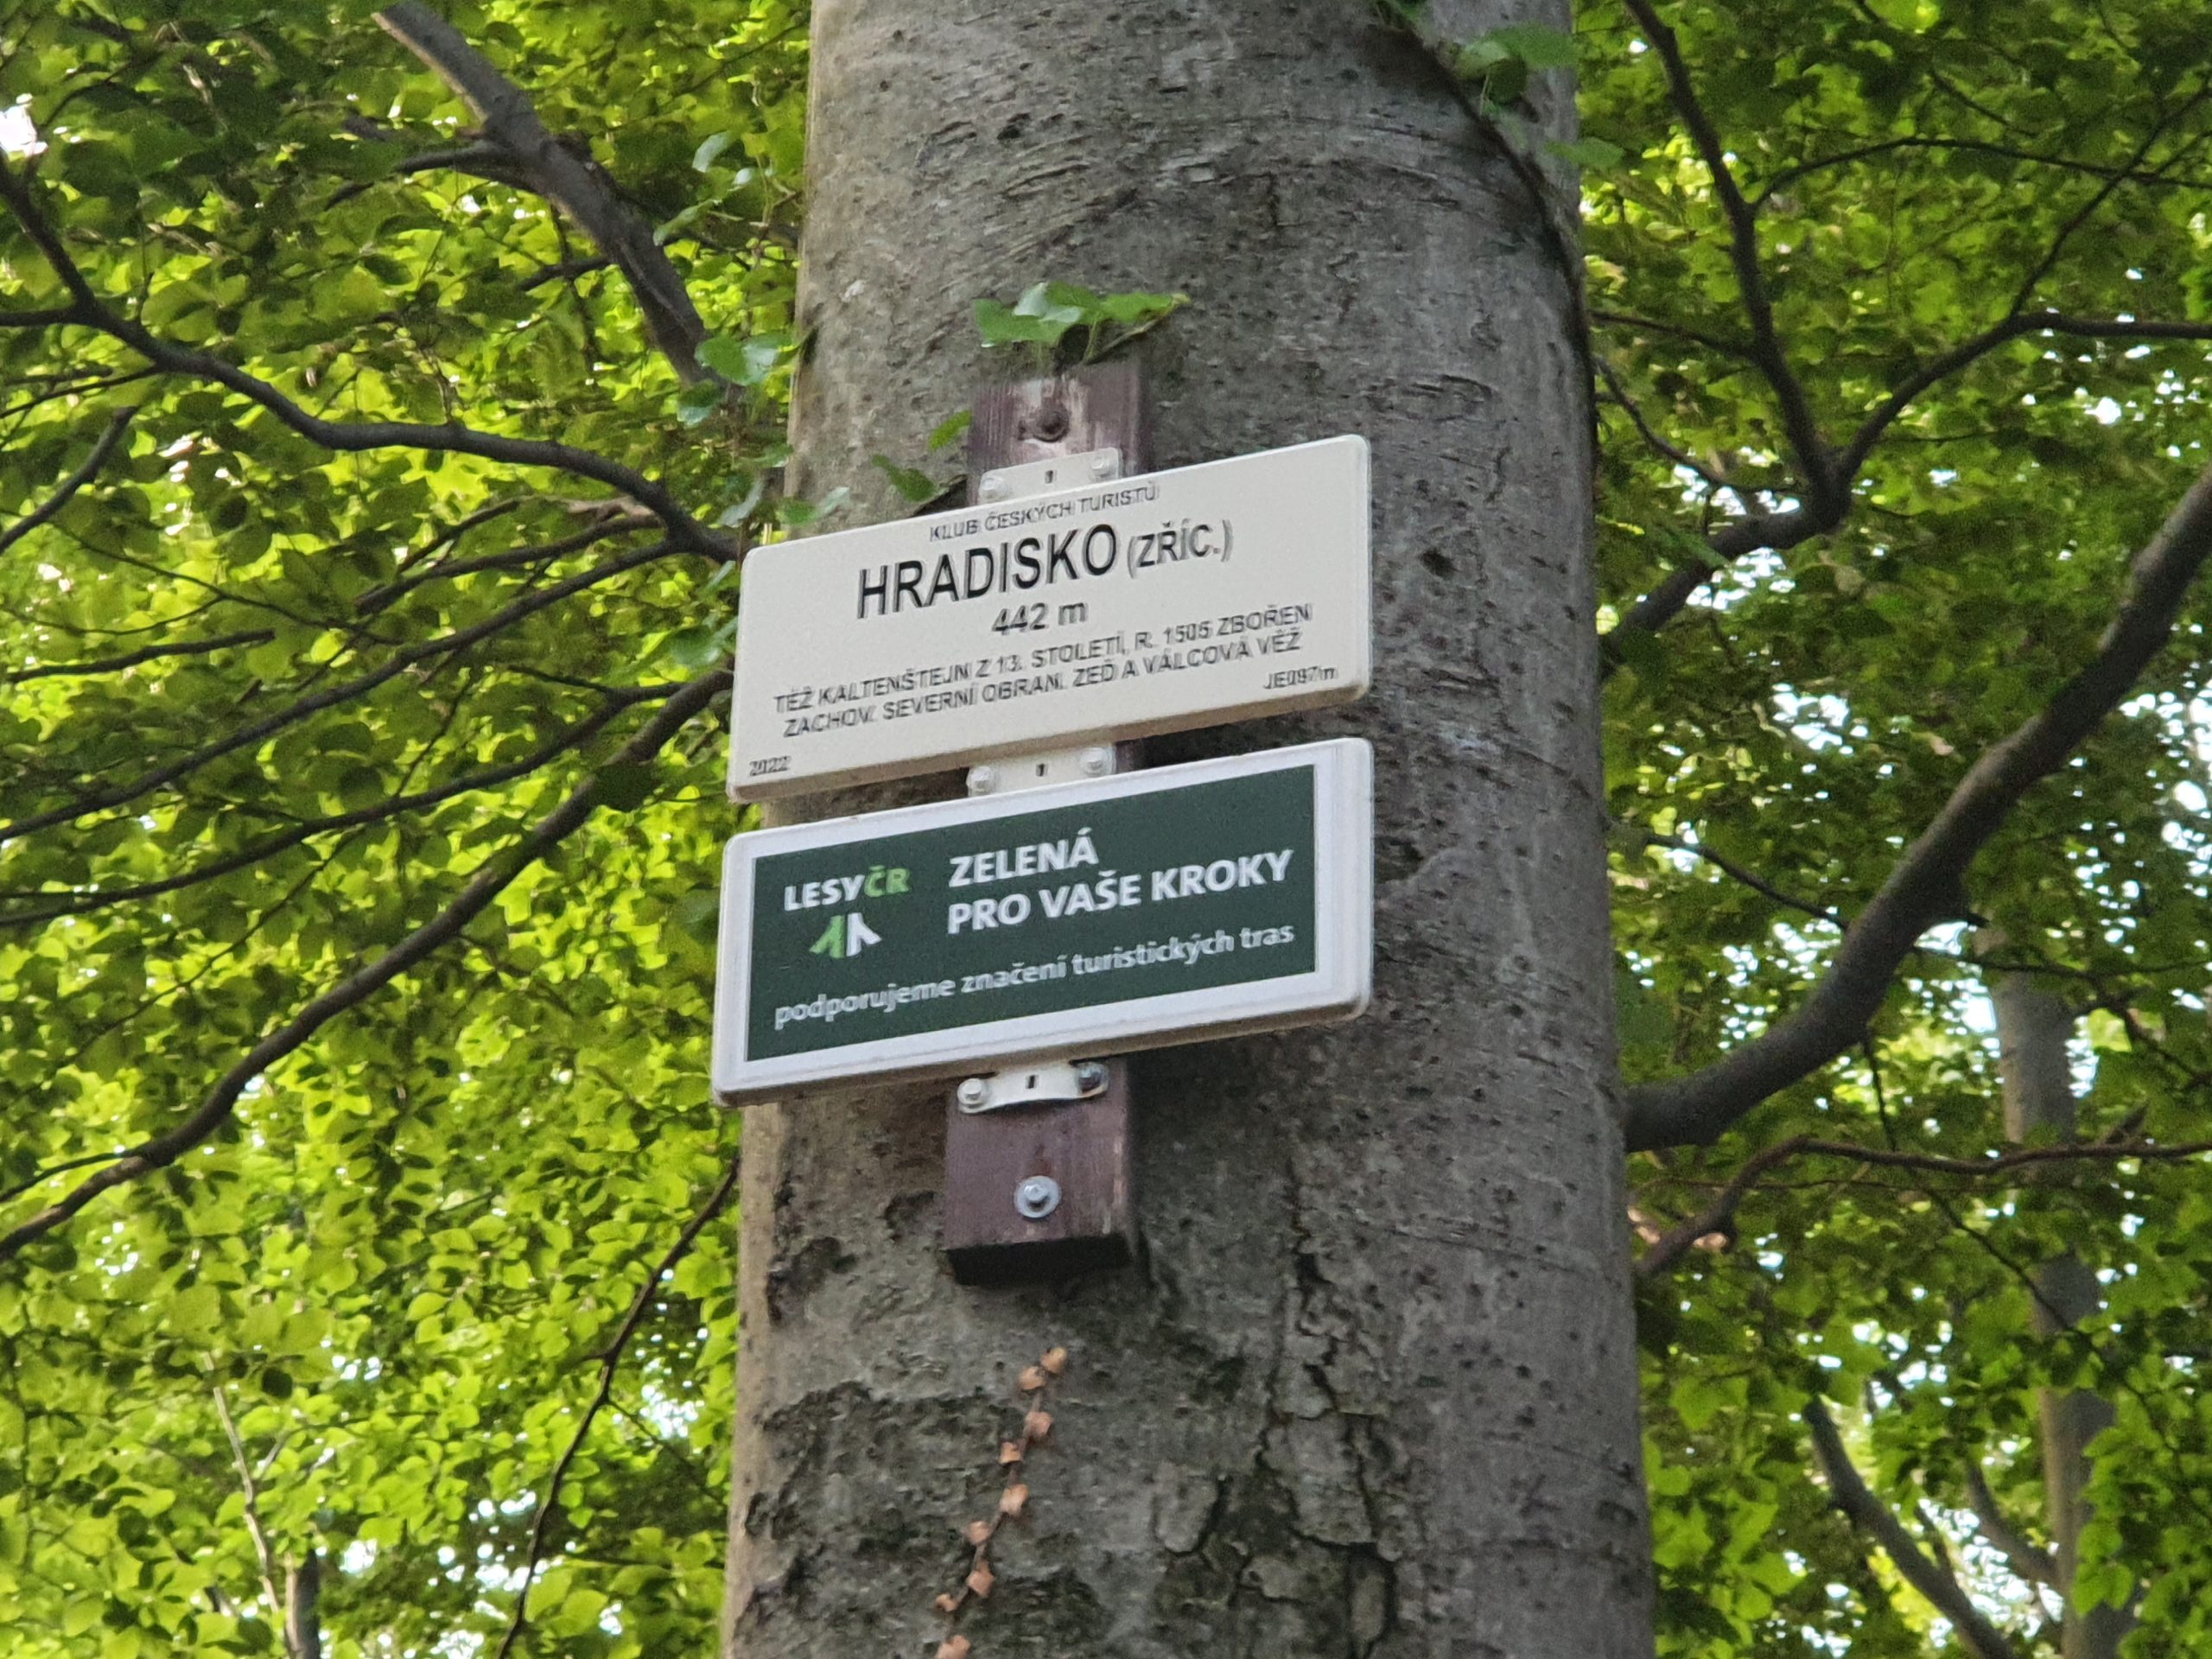 KLUB ČESKÝCH TURISTŮ
HRADISKO (ZŘÍC.)
442 m
TÉŽ KALTENŠTEJN Z 13. STOLETÍ, R. 1505 ZBOŘEN
ZACHOV. SEVERNÍ OBRAN. ZEĎ A VÁLCOVÁ VĚŽ
JE097/m
2022
LESYČR
ZELENÁ
PRO VAŠE KROKY
podporujeme značení turistických tras